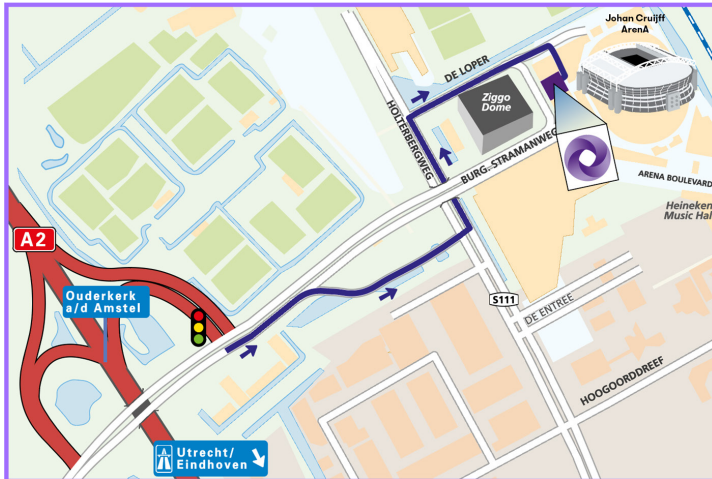 Johan Cruijff
ArenA
DE LOPER
Ziggo
Dome
HOLTERBERGWEG
BURG. STRAMANWEG
ARENA BOULEVARD
Heineken
Music Hal
A2
Ouderkerk
a/d Amstel
S111
DE ENTREE
HOOGOORDDREEF
Utrecht/
Eindhoven